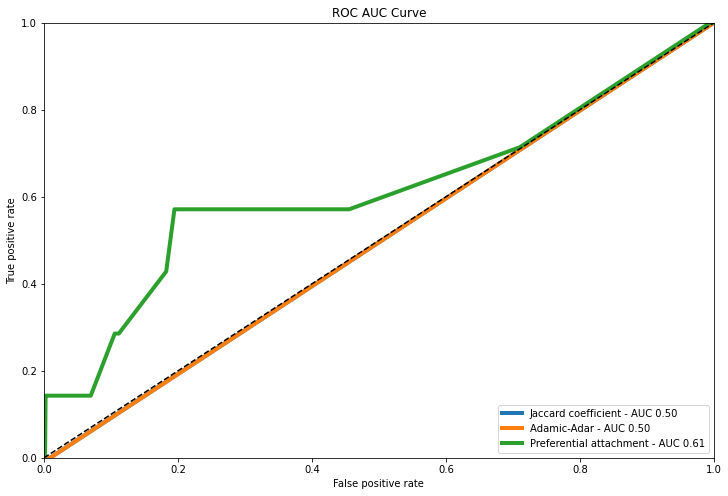 ROC AUC Curve
1.0
0.8
0.6
0.4
0.2
0.0
True positive rate
Jaccard coefficient - AUC 0.50
Adamic-Adar - AUC 0.50
Preferential attachment - AUC 0.61
0.0 0.2 0.4 0.6 0.8 1.0
False positive rate